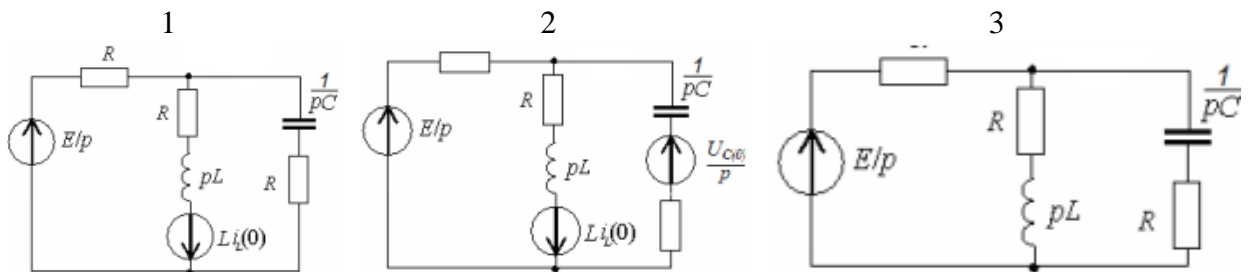 1
2
3
R
R
1/pC
E/p
pL
R
Li_L(0)
R
1/pC
E/p
pL
U_C(0)/p
Li_L(0)
R
1/pC
E/p
pL
R